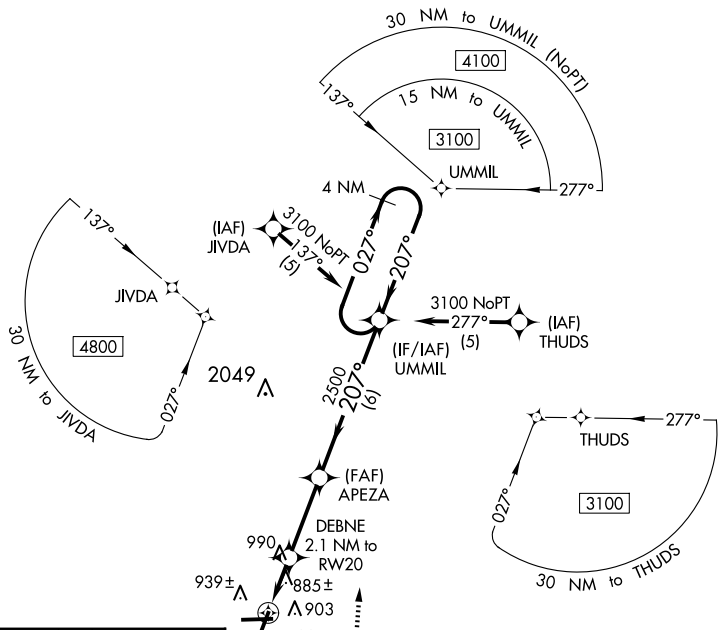 30 NM to UMMIL (NoPT)
4100
15 NM to UMMIL
137°
3100
UMMIL
277°
4 NM
(IAF)
JIVDA
3100 NoPT
137°
(5)
027°
207°
137°
JIVDA
4800
30 NM to JIVDA
027°
3100 NoPT
277°
(5)
(IAF)
THUDS
(IF/IAF)
UMMIL
2049
2500
207°
(6)
(FAF)
APEZA
THUDS
277°
027°
3100
30 NM to THUDS
DEBNE
2.1 NM to
RW20
990
939±
885±
903